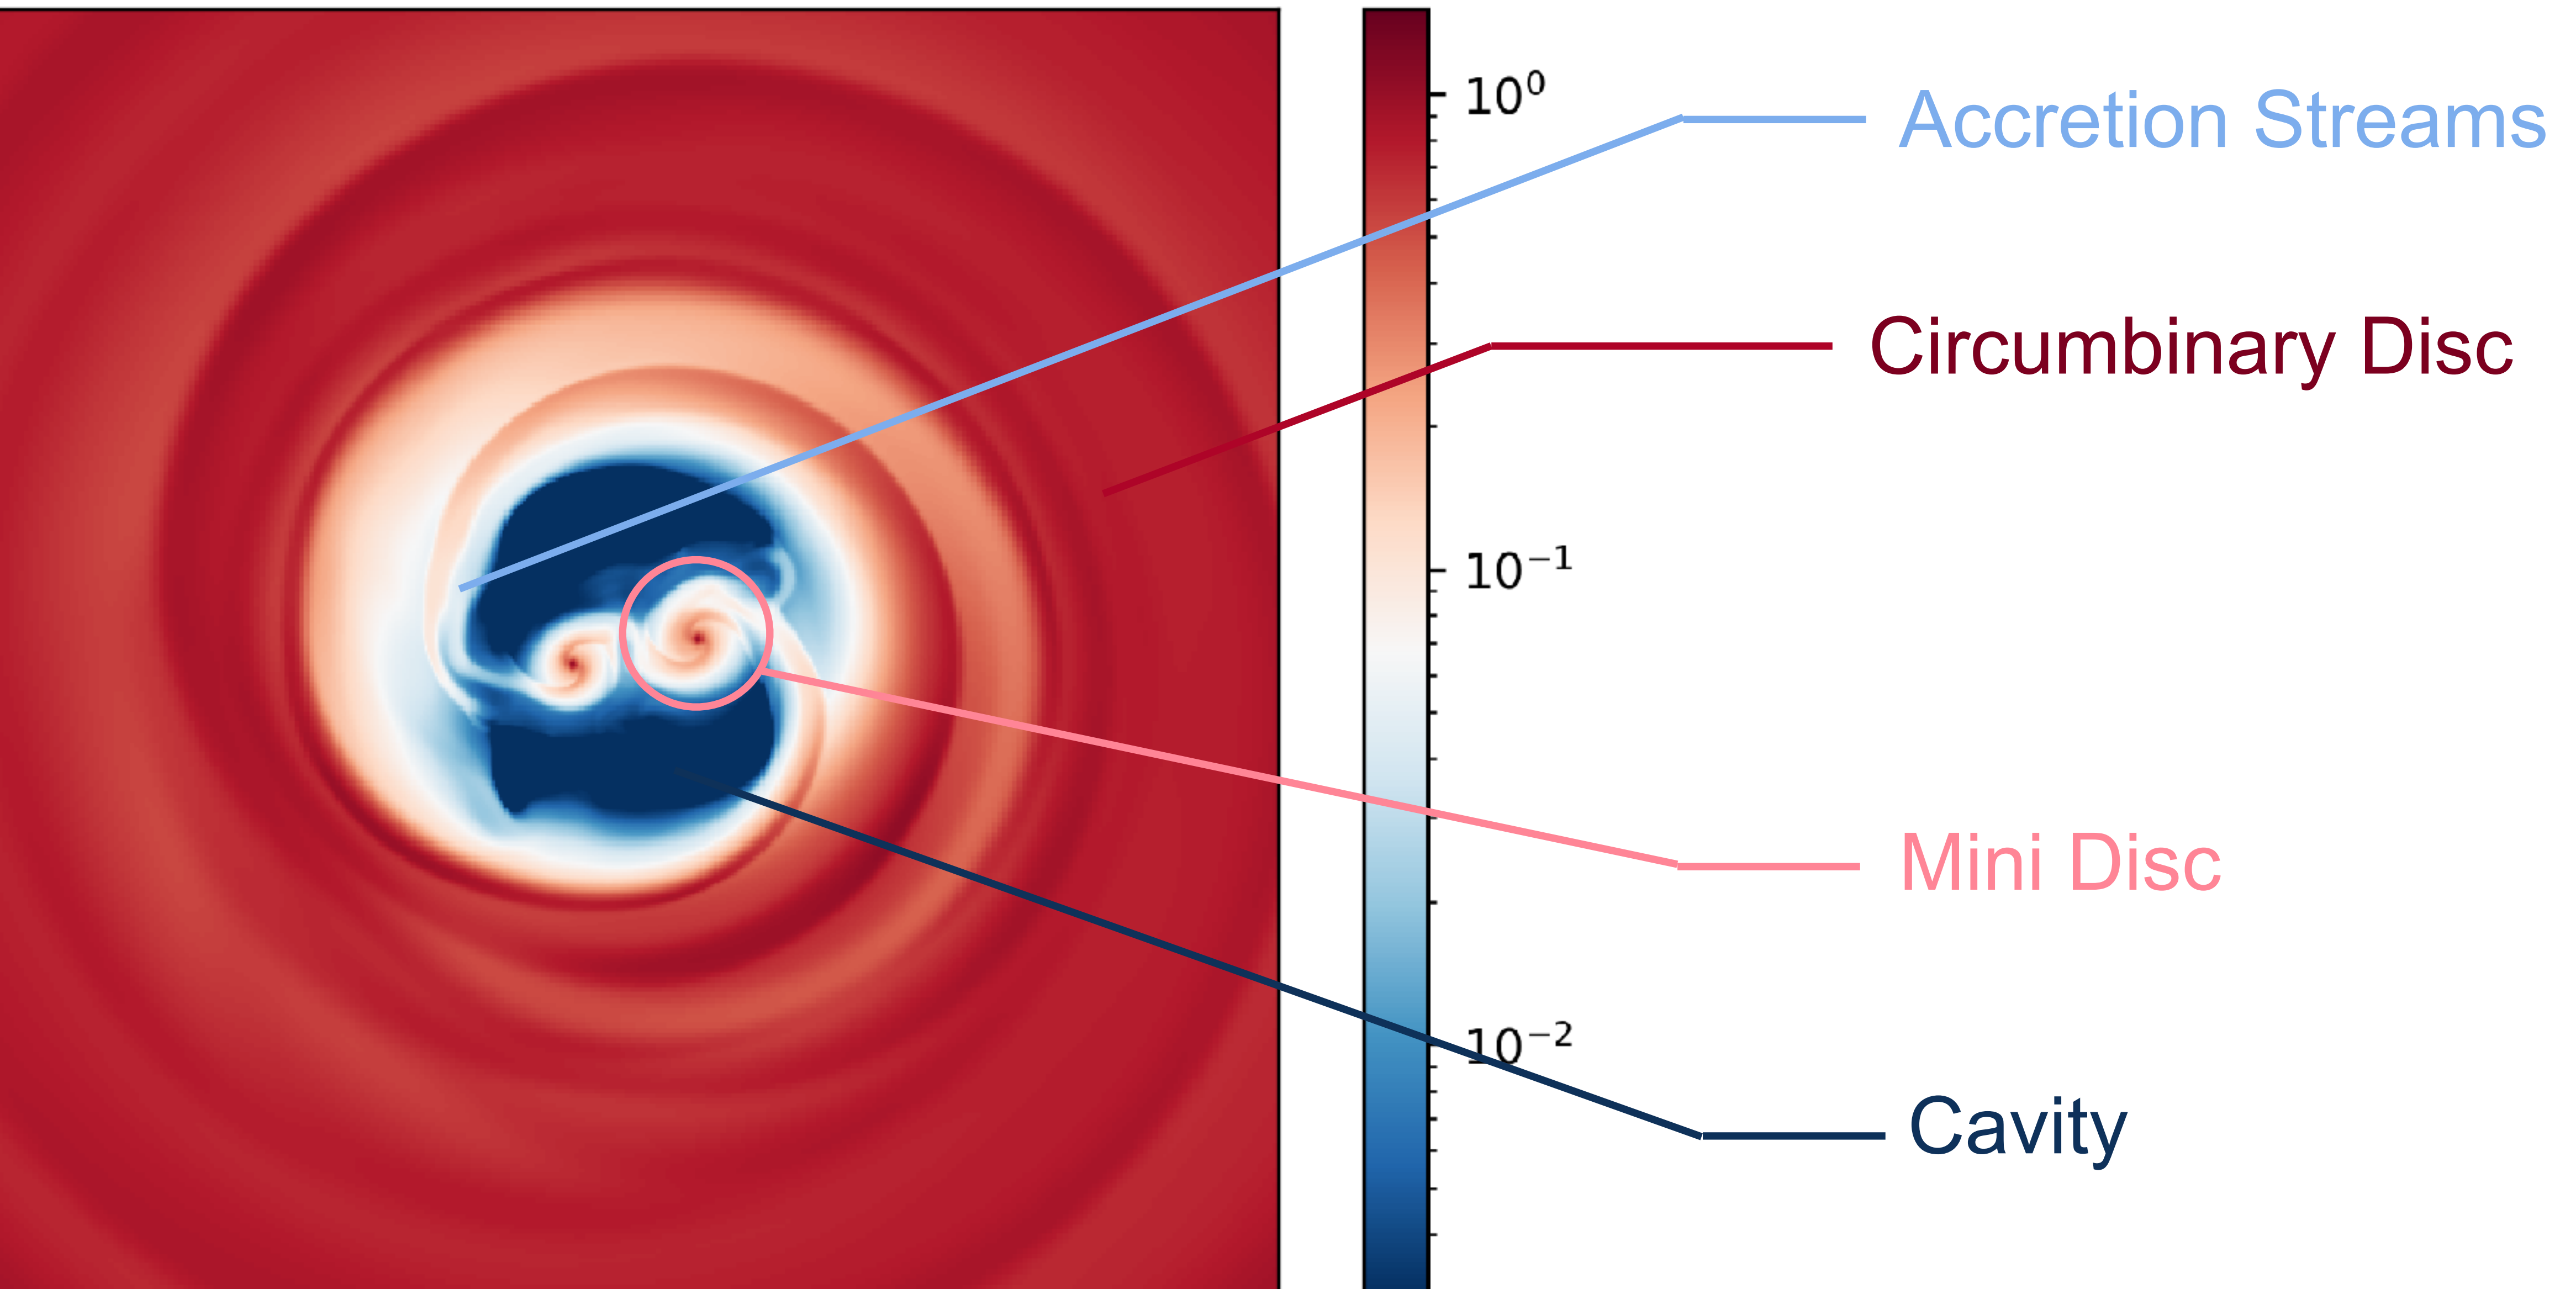 10⁰
Accretion Streams
Circumbinary Disc
10⁻¹
Mini Disc
10⁻²
Cavity